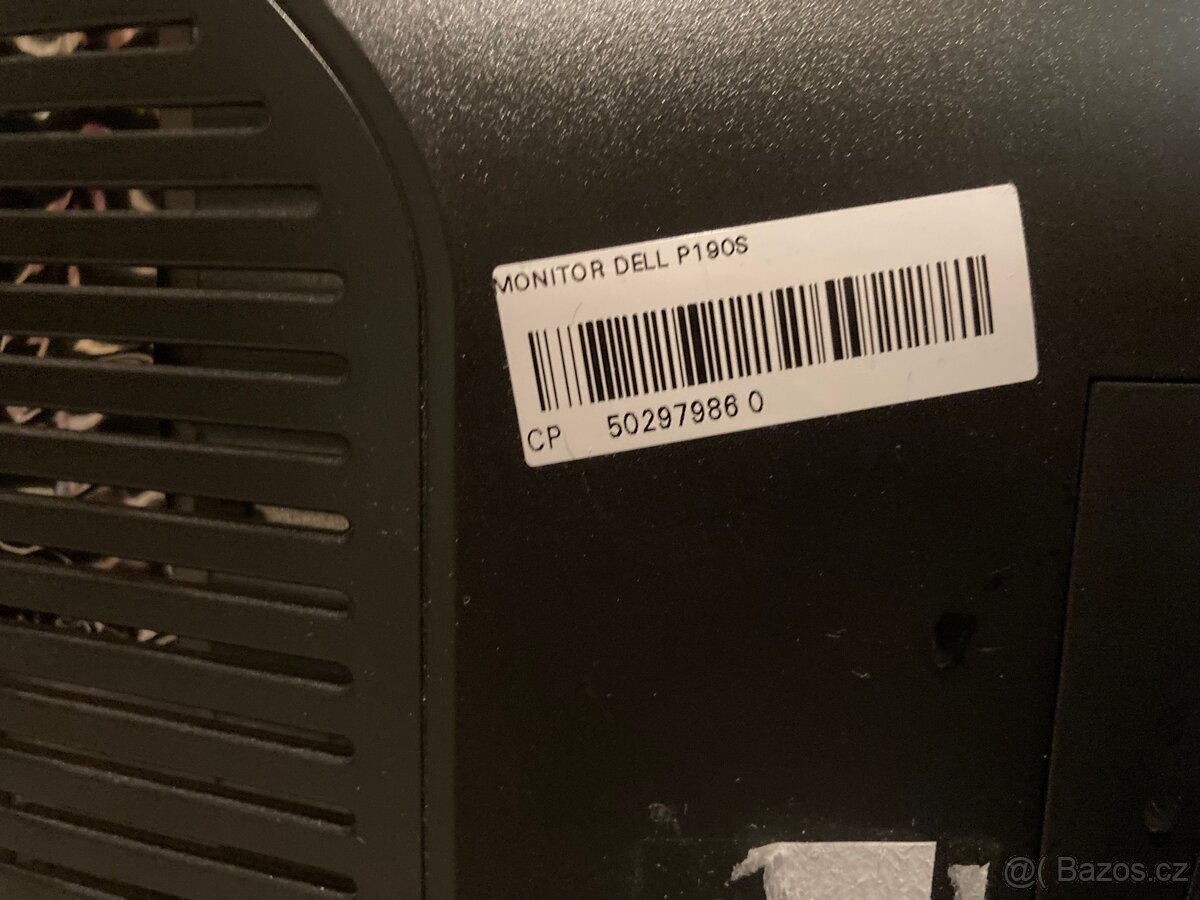 MONITOR DELL P190S
CP 50297986 0
@( Bazos.cz